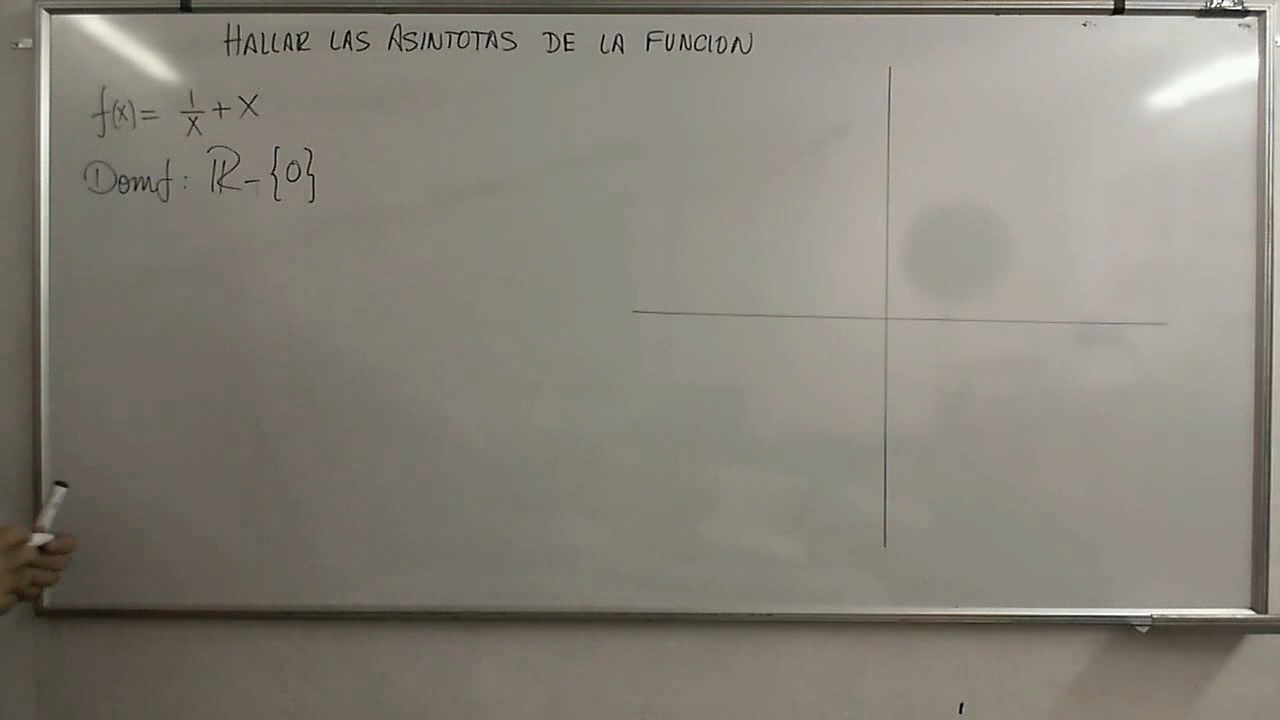 HALLAR LAS ASINTOTAS DE LA FUNCION
f(x) = 1/x + x
Domf: ℝ - {0}